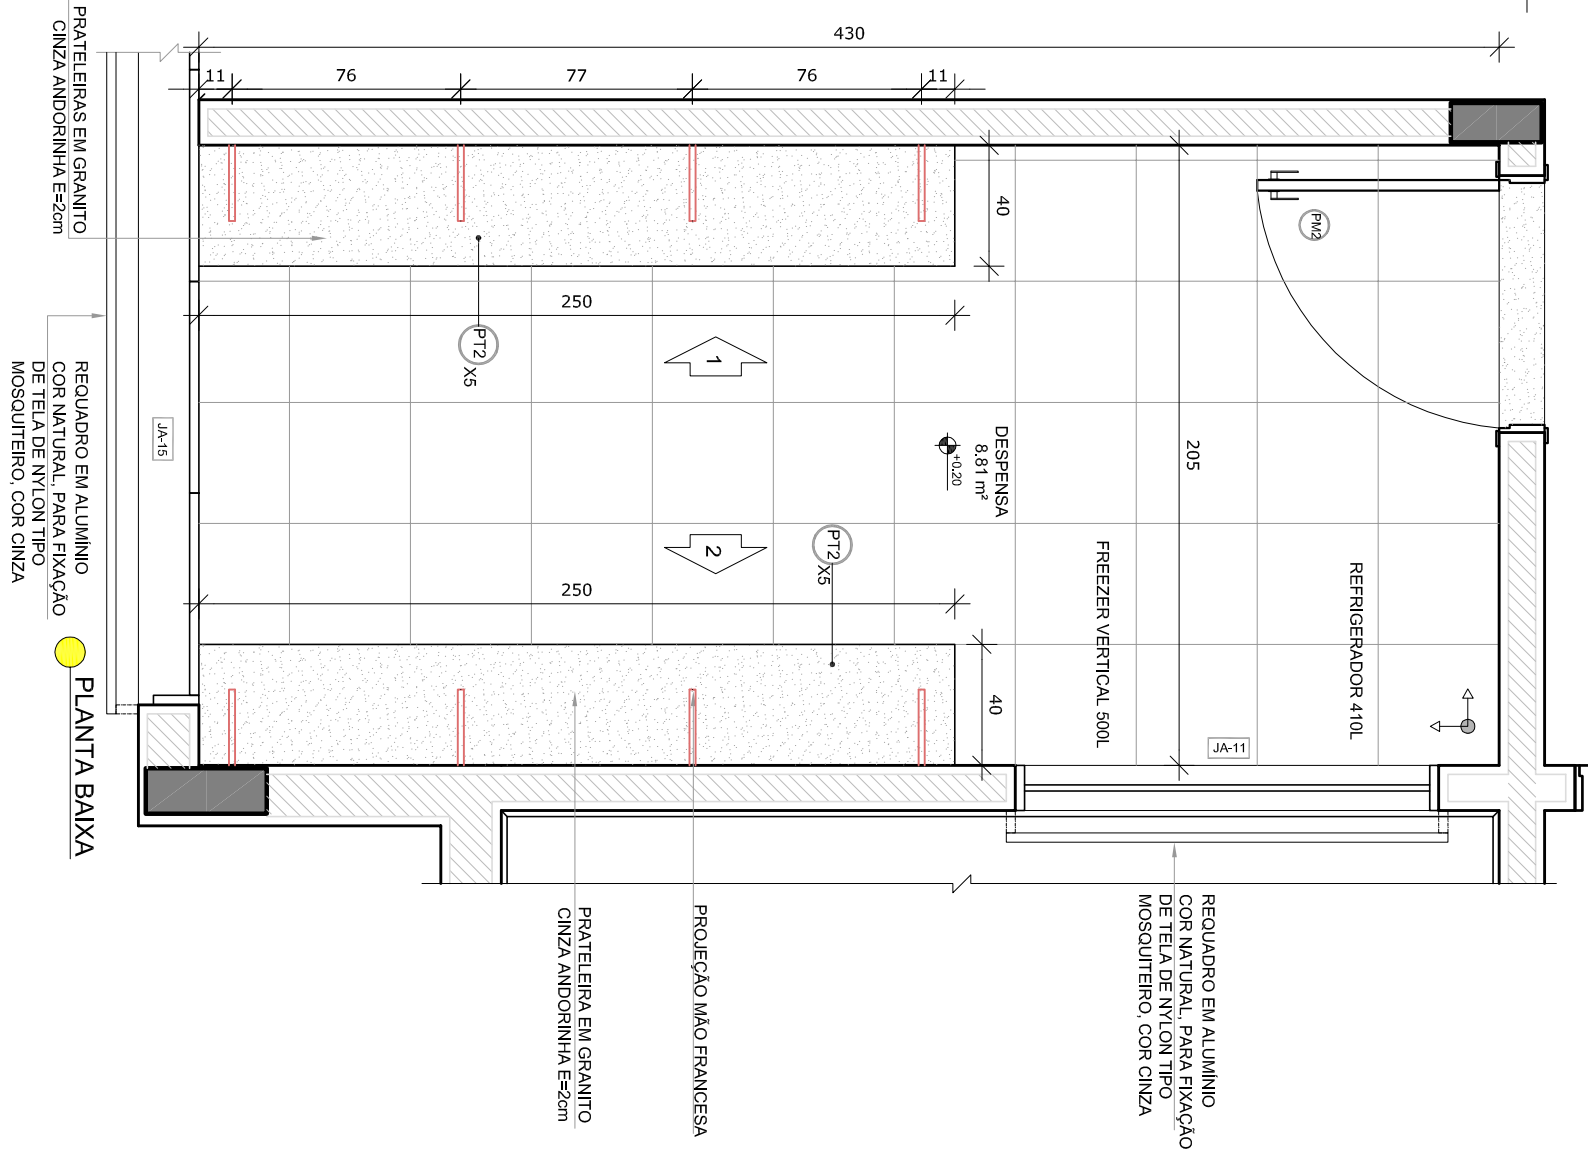 430
11
76
77
76
11
PRATELEIRAS EM GRANITO
CINZA ANDORINHA E=2cm
40
PM2
250
PT2
X5
1
REQUADRO EM ALUMÍNIO
COR NATURAL, PARA FIXAÇÃO
DE TELA DE NYLON TIPO
MOSQUITEIRO, COR CINZA
JA-15
DESPENSA
8.81 m²
+0.20
205
2
PT2
X5
250
FREEZER VERTICAL 500L
REFRIGERADOR 410L
40
JA-11
PLANTA BAIXA
PRATELEIRA EM GRANITO
CINZA ANDORINHA E=2cm
PROJEÇÃO MÃO FRANCESA
REQUADRO EM ALUMÍNIO
COR NATURAL, PARA FIXAÇÃO
DE TELA DE NYLON TIPO
MOSQUITEIRO, COR CINZA